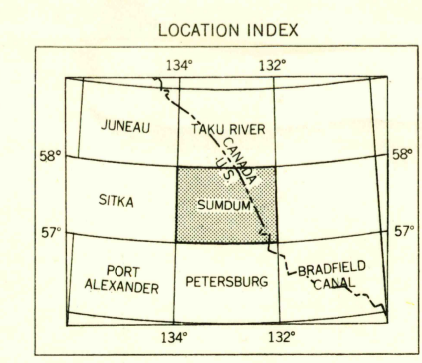 LOCATION INDEX
134° 132°
JUNEAU TAKU RIVER
CANADA
U.S.
58° 58°
SITKA SUMDUM
57° 57°
PORT
ALEXANDER
PETERSBURG
BRADFIELD
CANAL
134° 132°